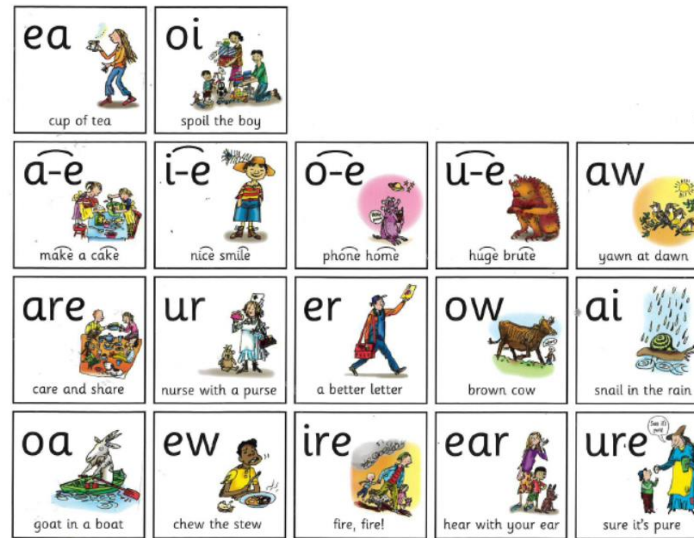 ea oi
cup of tea spoil the boy
a-e i-e o-e u-e aw
make a cake nice smile phone home huge brute yawn at dawn
are ur er ow ai
care and share nurse with a purse a better letter brown cow snail in the rain
oa ew ire ear ure
See it's pure
goat in a boat chew the stew fire, fire! hear with your ear sure it's pure